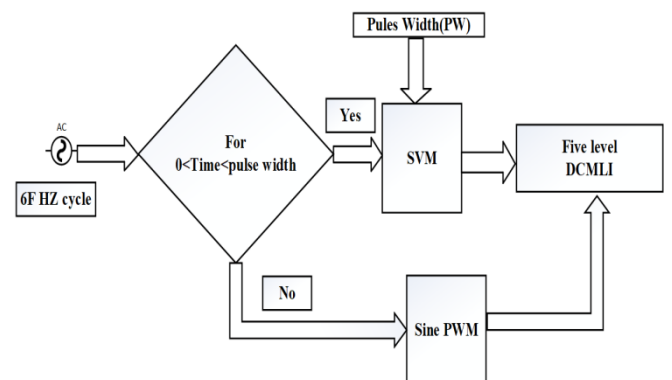 Pules Width(PW)
AC
For
0<Time<pulse width
Yes
SVM
Five level
DCMLI
6F HZ cycle
No
Sine PWM